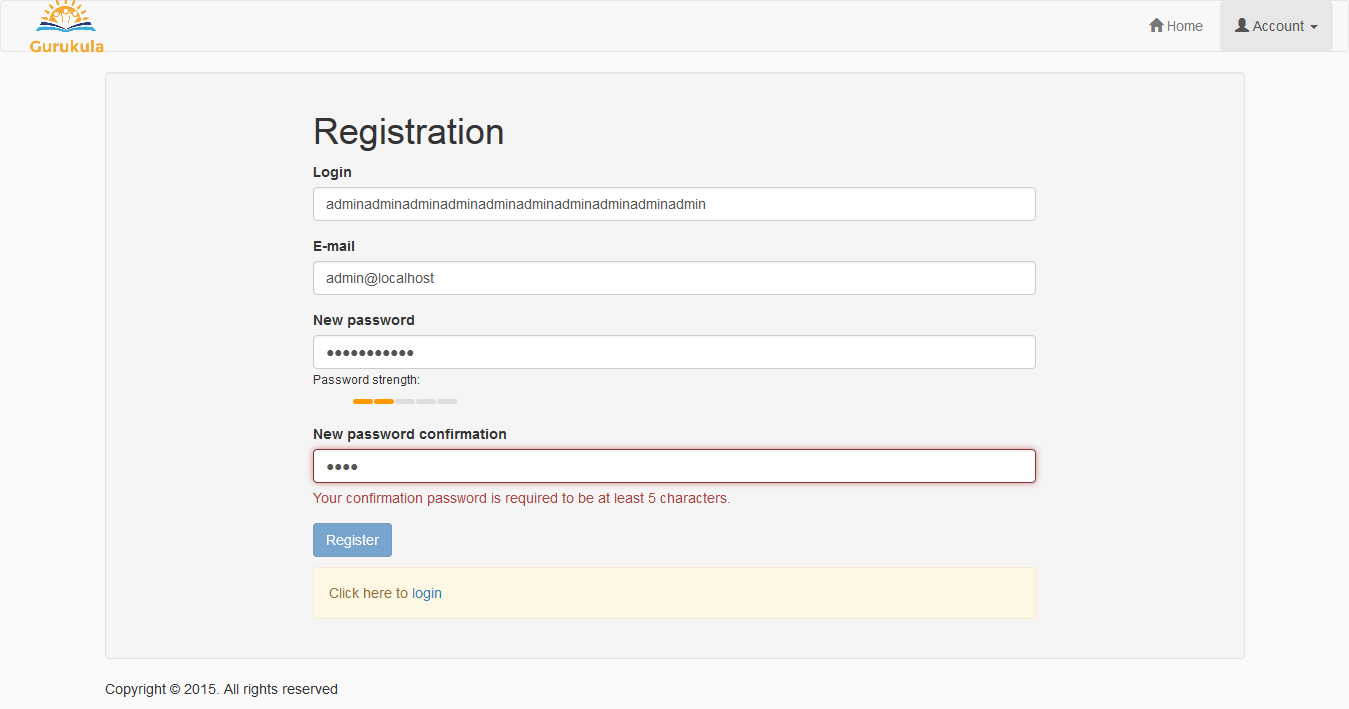 Gurukula
Home
Account
Registration
Login
adminadminadminadminadminadminadminadminadminadmin
E-mail
admin@localhost
New password
●●●●●●●●●●●
Password strength:
New password confirmation
●●●●
Your confirmation password is required to be at least 5 characters.
Register
Click here to login
Copyright © 2015. All rights reserved